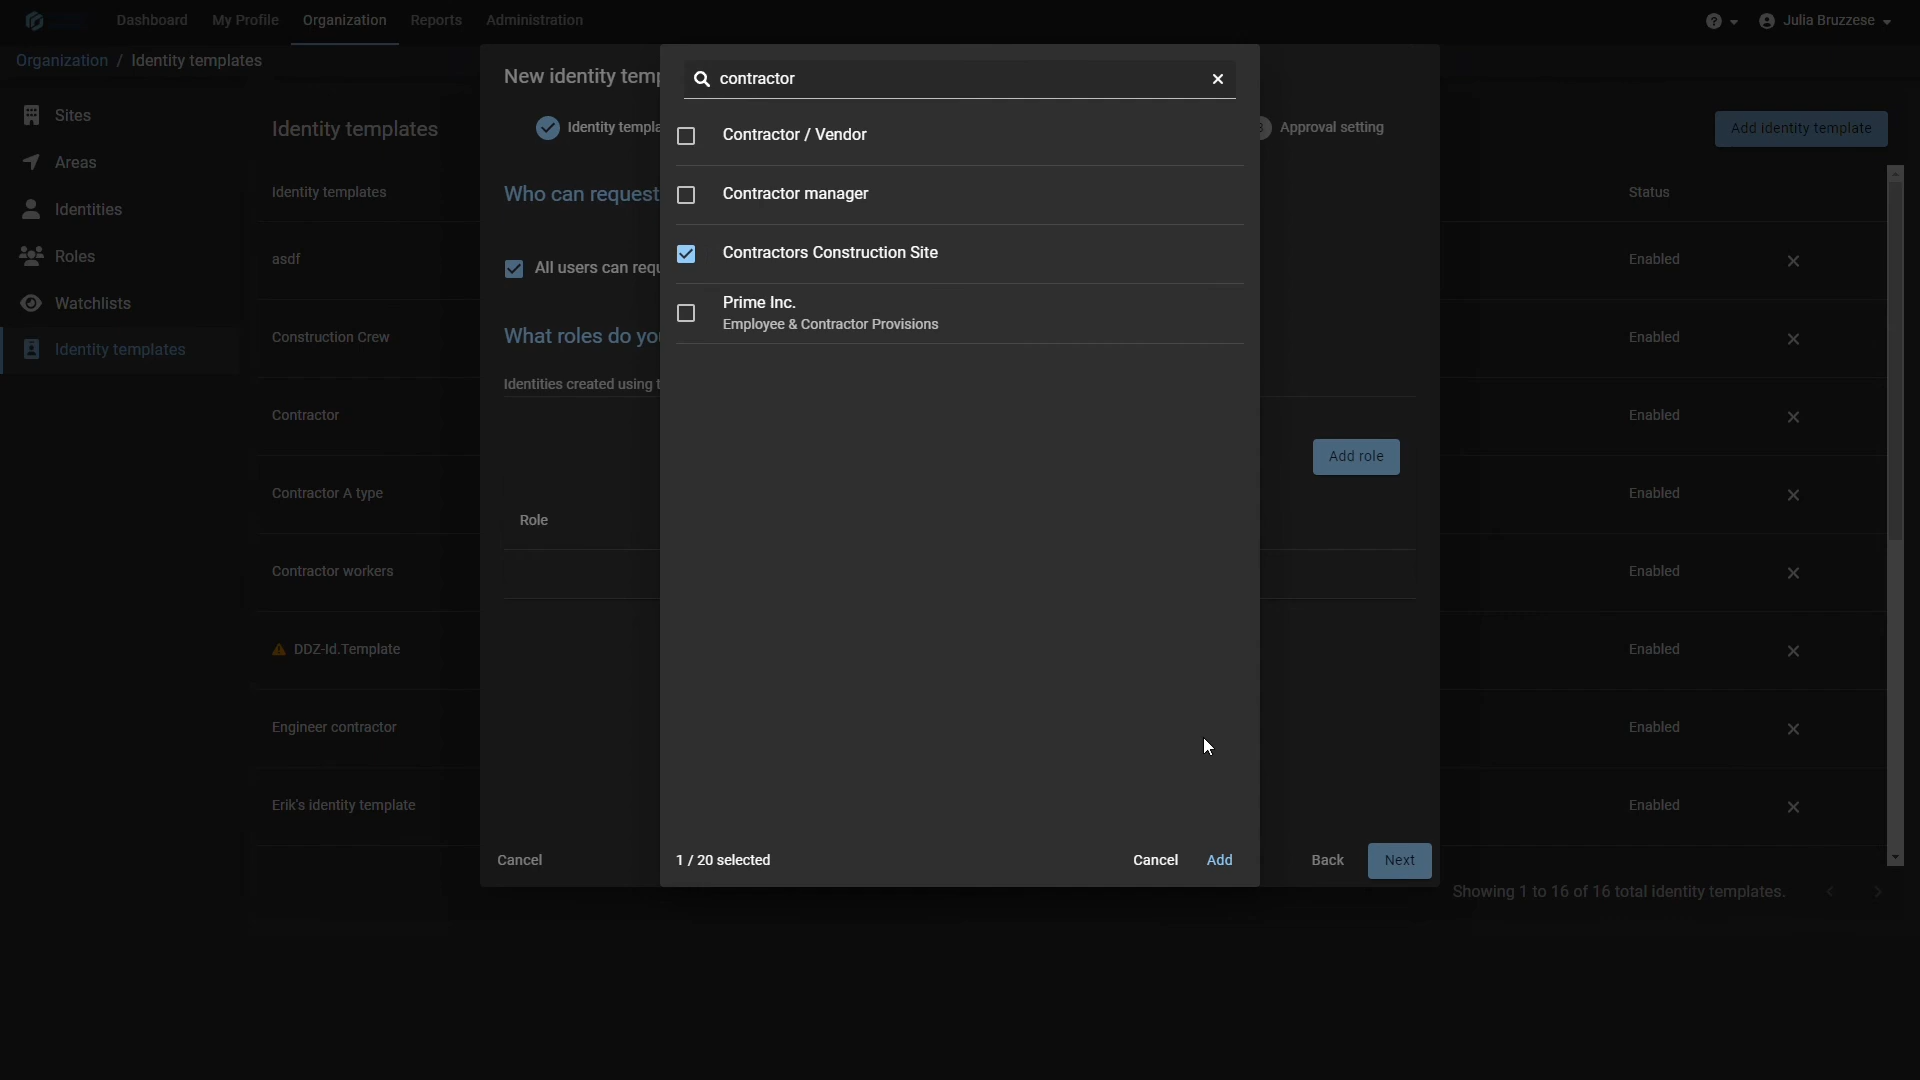 Dashboard
My Profile
Organization
Reports
Administration
?
Julia Bruzzese
Organization / Identity templates
Sites
Areas
Identities
Roles
Watchlists
Identity templates
Identity templates
Add identity template
Identity templates
Status
asdf
Enabled
Construction Crew
Enabled
Contractor
Enabled
Contractor A type
Enabled
Contractor workers
Enabled
DDZ-Id.Template
Enabled
Engineer contractor
Enabled
Erik's identity template
Enabled
Showing 1 to 16 of 16 total identity templates.
New identity temp
Identity templa
Approval setting
Who can request
All users can requ
What roles do you
Identities created using t
Add role
Role
Cancel
Back
Next
contractor
Contractor / Vendor
Contractor manager
Contractors Construction Site
Prime Inc.
Employee & Contractor Provisions
1 / 20 selected
Cancel
Add